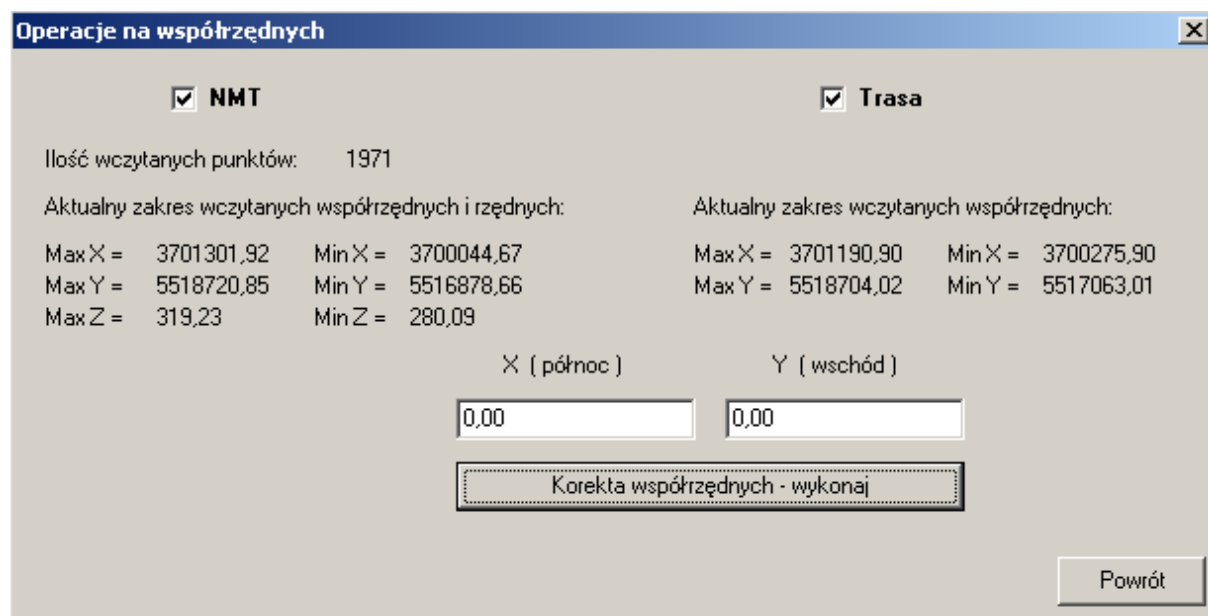 Operacje na współrzędnych
NMT
Trasa
Ilość wczytanych punktów: 1971
Aktualny zakres wczytanych współrzędnych i rzędnych:
Max X = 3701301,92 Min X = 3700044,67
Max Y = 5518720,85 Min Y = 5516878,66
Max Z = 319,23 Min Z = 280,09
Aktualny zakres wczytanych współrzędnych:
Max X = 3701190,90 Min X = 3700275,90
Max Y = 5518704,02 Min Y = 5517063,01
X ( północ ) Y ( wschód )
0,00 0,00
Korekta współrzędnych - wykonaj
Powrót